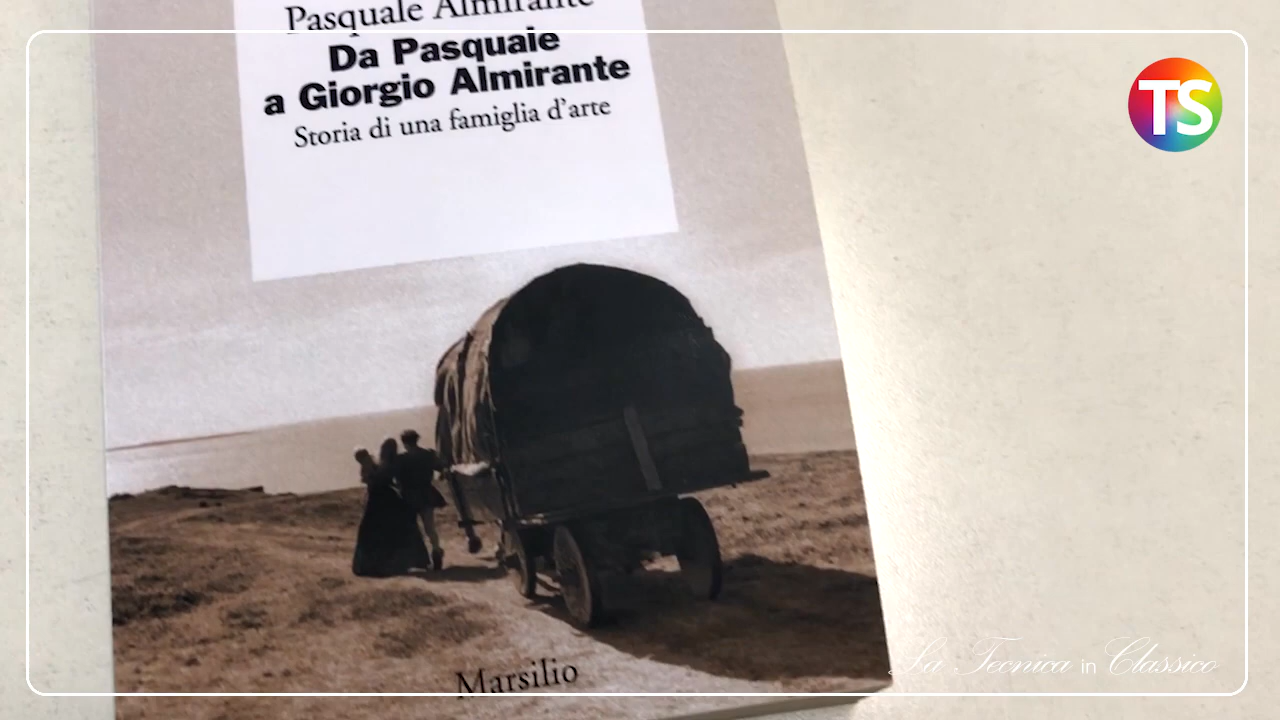 Pasquale Almirante
Da Pasquale
a Giorgio Almirante
Storia di una famiglia d'arte
TS
Marsilio
La Tecnica in Classico